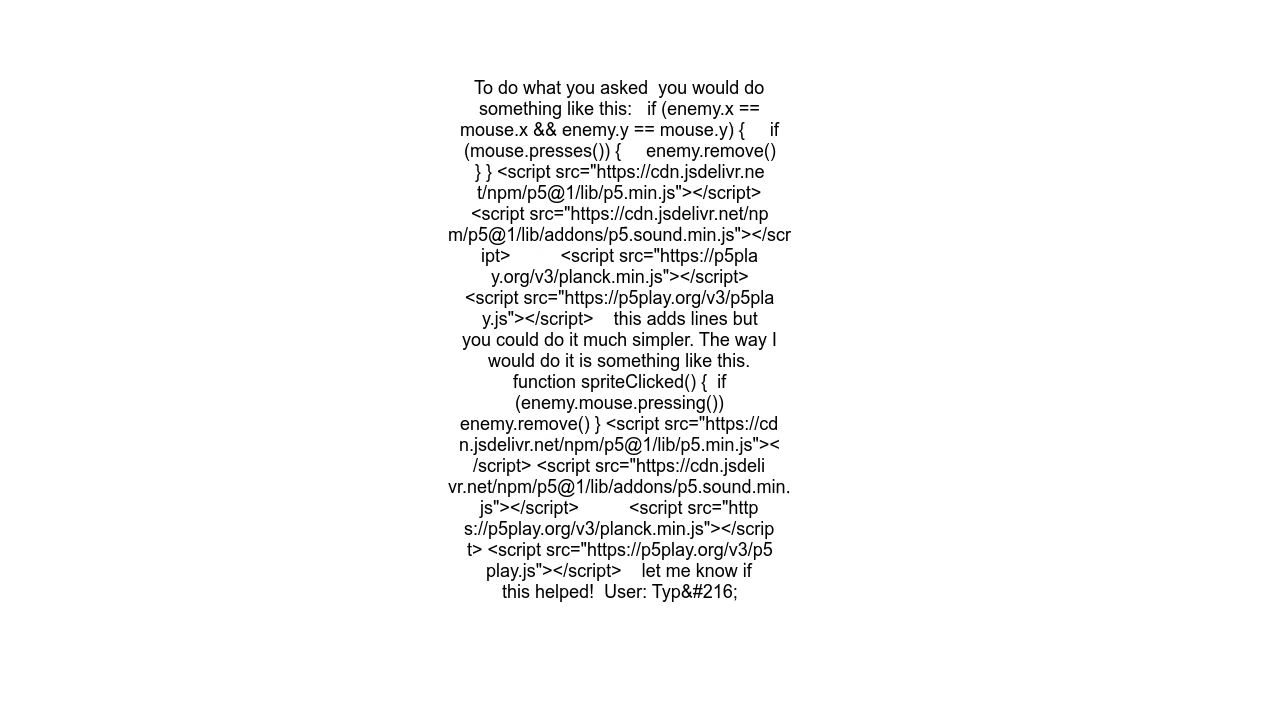 To do what you asked  you would do
something like this:   if (enemy.x ==
mouse.x && enemy.y == mouse.y) {     if
(mouse.presses()) {     enemy.remove()
} } <script src="https://cdn.jsdelivr.ne
t/npm/p5@1/lib/p5.min.js"></script>
<script src="https://cdn.jsdelivr.net/np
m/p5@1/lib/addons/p5.sound.min.js"></scr
ipt>          <script src="https://p5pla
y.org/v3/planck.min.js"></script>
<script src="https://p5play.org/v3/p5pla
y.js"></script>    this adds lines but
you could do it much simpler. The way I
would do it is something like this.
function spriteClicked() {  if
(enemy.mouse.pressing())
enemy.remove() } <script src="https://cd
n.jsdelivr.net/npm/p5@1/lib/p5.min.js"><
/script> <script src="https://cdn.jsdeli
vr.net/npm/p5@1/lib/addons/p5.sound.min.
js"></script>          <script src="http
s://p5play.org/v3/planck.min.js"></scrip
t> <script src="https://p5play.org/v3/p5
play.js"></script>    let me know if
this helped!  User: Typ&#216;